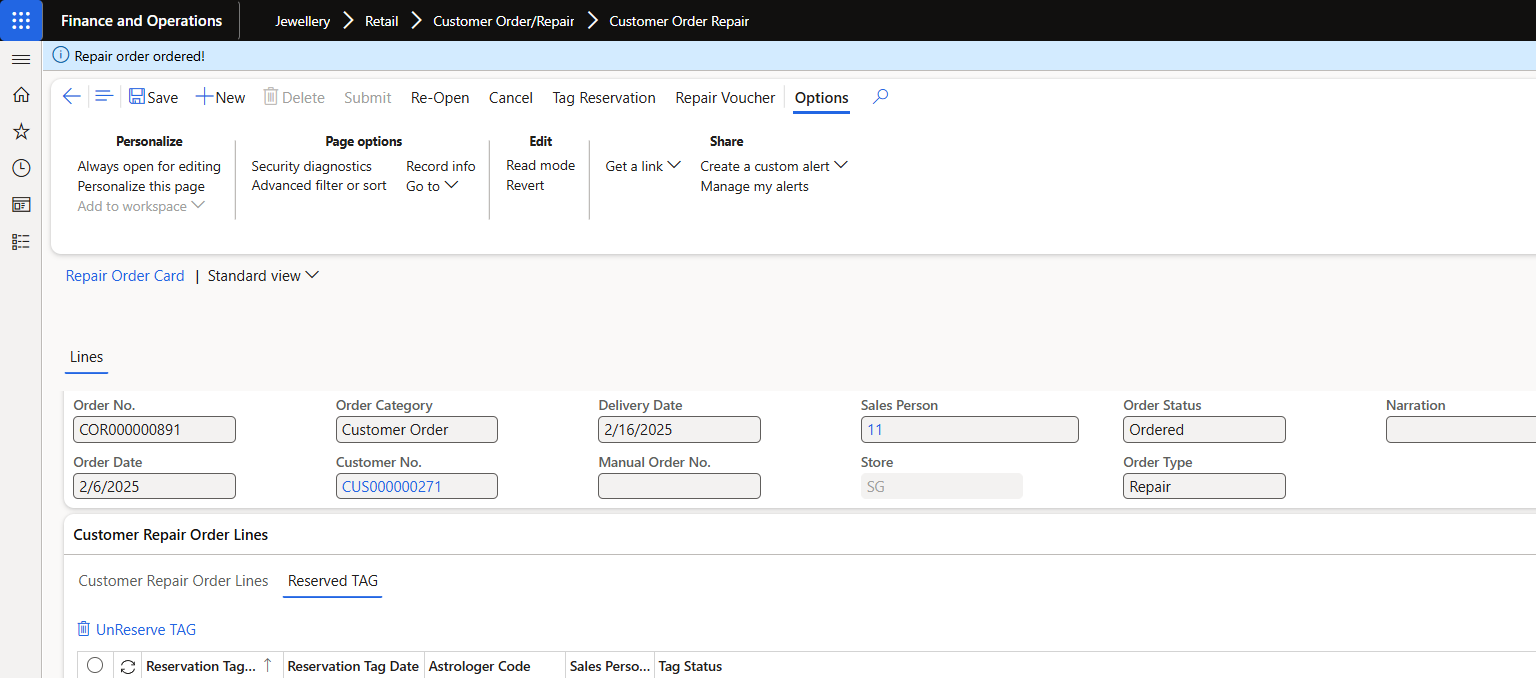 Finance and Operations Jewellery Retail Customer Order/Repair Customer Order Repair
Repair order ordered!
Save New Delete Submit Re-Open Cancel Tag Reservation Repair Voucher Options
Personalize Page options Edit Share
Always open for editing Security diagnostics Record info Read mode Get a link Create a custom alert
Personalize this page Advanced filter or sort Go to Revert Manage my alerts
Add to workspace
Repair Order Card | Standard view
Lines
Order No. Order Category Delivery Date Sales Person Order Status Narration
COR000000891 Customer Order 2/16/2025 11 Ordered
Order Date Customer No. Manual Order No. Store Order Type
2/6/2025 CUS000000271 SG Repair
Customer Repair Order Lines
Customer Repair Order Lines Reserved TAG
UnReserve TAG
Reservation Tag... Reservation Tag Date Astrologer Code Sales Perso... Tag Status